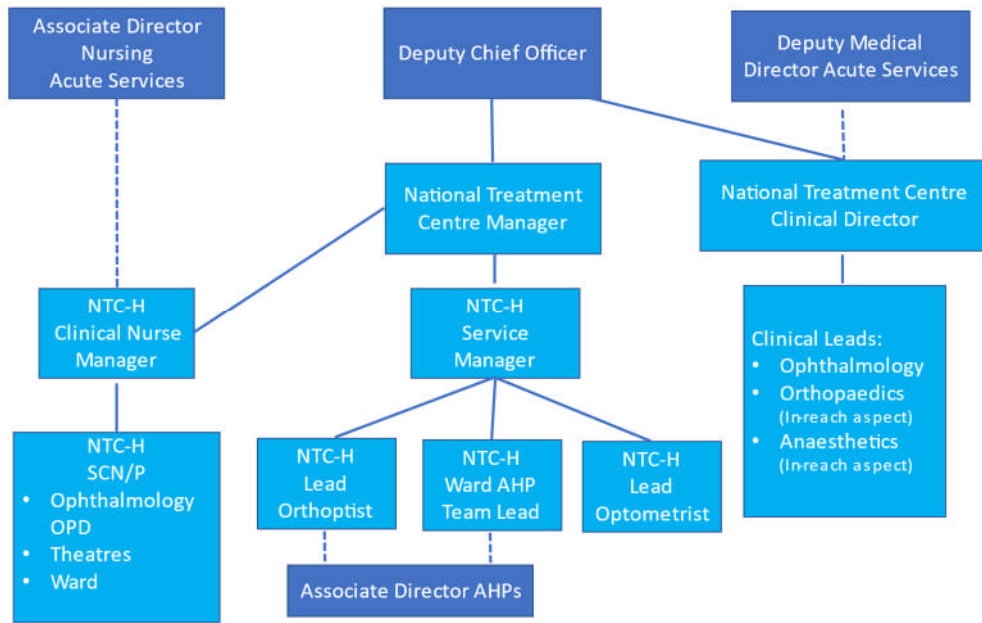 Associate Director
Nursing
Acute Services
Deputy Chief Officer
Deputy Medical
Director Acute Services
National Treatment
Centre Manager
National Treatment Centre
Clinical Director
NTC-H
Clinical Nurse
Manager
NTC-H
Service
Manager
Clinical Leads:
• Ophthalmology
• Orthopaedics
(In-reach aspect)
• Anaesthetics
(In-reach aspect)
NTC-H
SCN/P
• Ophthalmology
OPD
• Theatres
• Ward
NTC-H
Lead
Orthoptist
NTC-H
Ward AHP
Team Lead
NTC-H
Lead
Optometrist
Associate Director AHPs